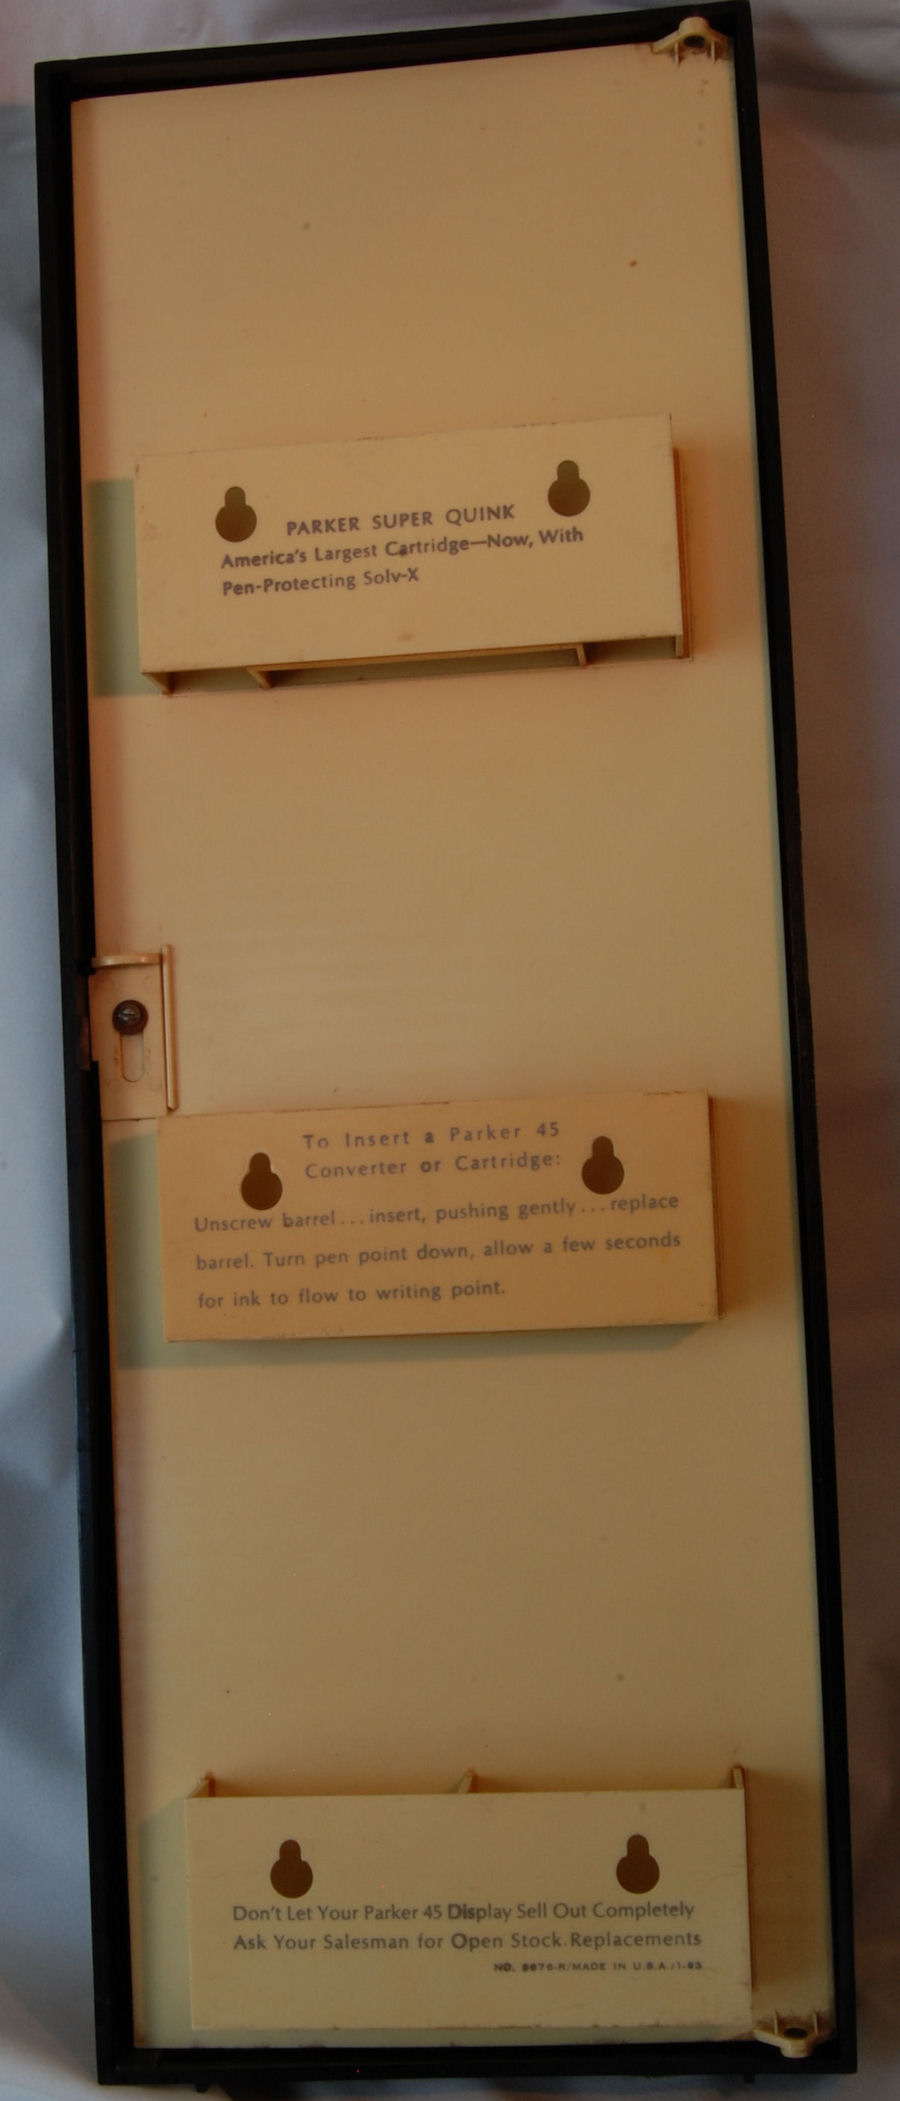 PARKER SUPER QUINK
America's Largest Cartridge—Now, With
Pen-Protecting Solv-X
To Insert a Parker 45
Converter or Cartridge:
Unscrew barrel...insert, pushing gently...replace
barrel. Turn pen point down, allow a few seconds
for ink to flow to writing point.
Don't Let Your Parker 45 Display Sell Out Completely
Ask Your Salesman for Open Stock Replacements
NO. MADE IN U.S.A./1-63